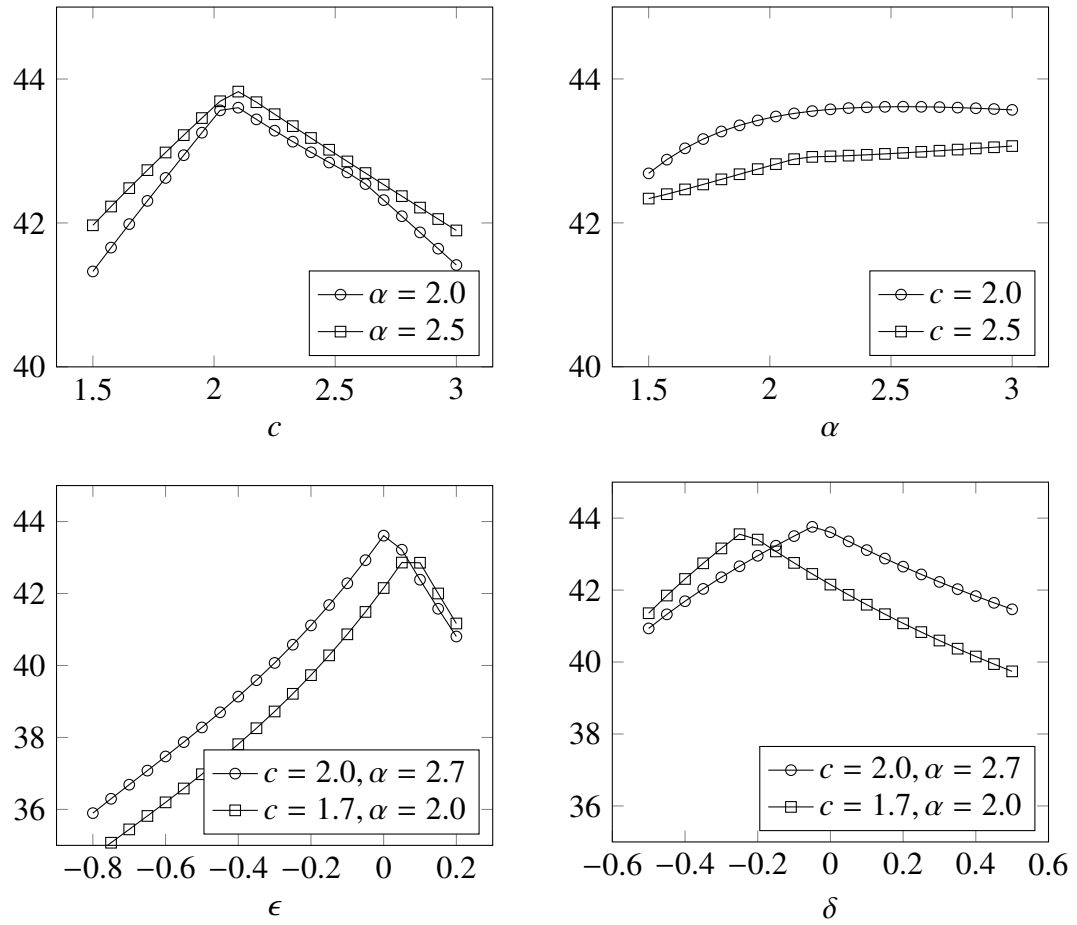 44
42
40
1.5 2 2.5 3
c
α = 2.0
α = 2.5
44
42
40
1.5 2 2.5 3
α
c = 2.0
c = 2.5
44
42
40
38
36
−0.8 −0.6 −0.4 −0.2 0 0.2
ϵ
c = 2.0, α = 2.7
c = 1.7, α = 2.0
44
42
40
38
36
−0.6 −0.4 −0.2 0 0.2 0.4 0.6
δ
c = 2.0, α = 2.7
c = 1.7, α = 2.0